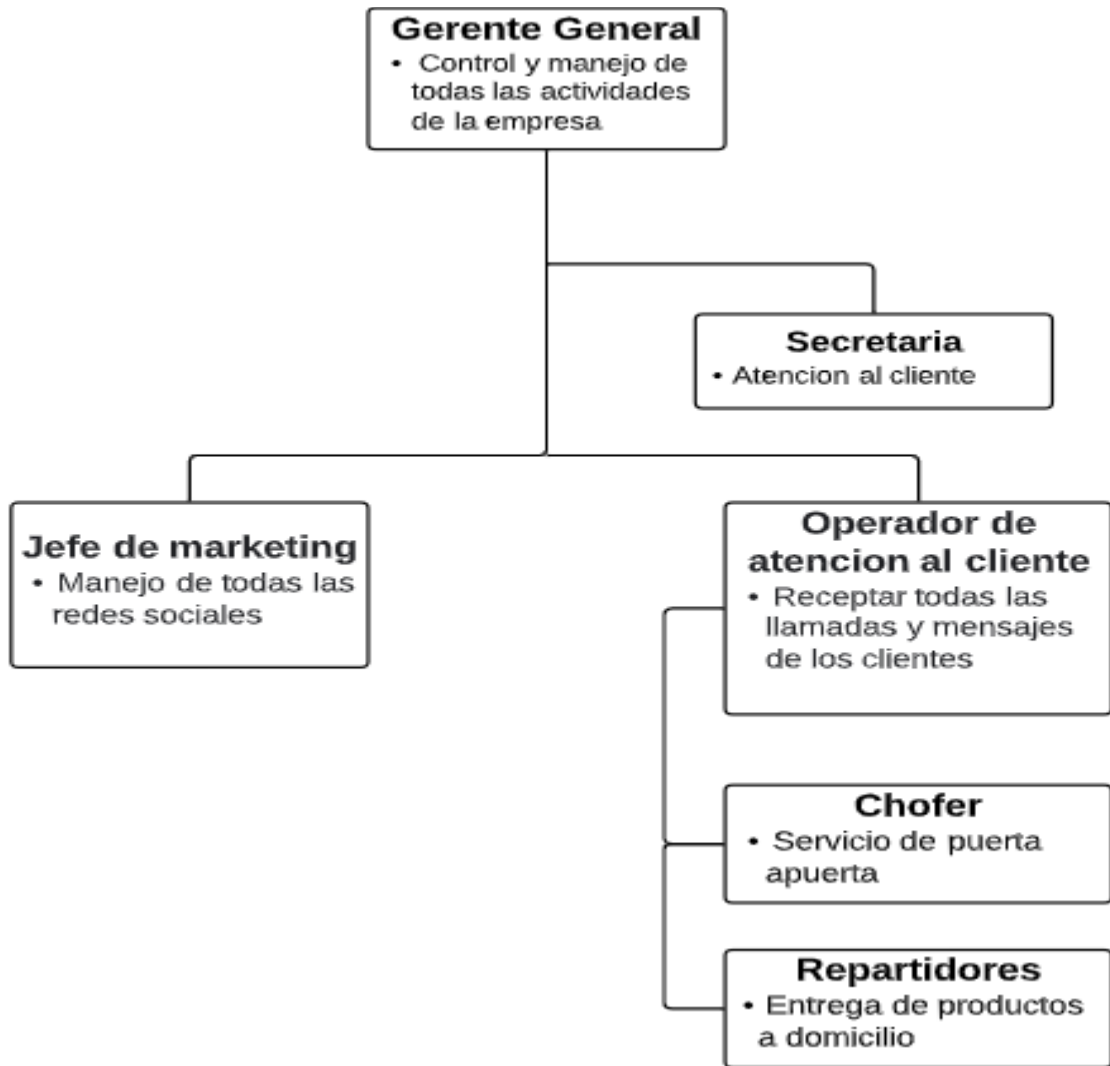 Gerente General
• Control y manejo de
todas las actividades
de la empresa
Secretaria
• Atencion al cliente
Jefe de marketing
• Manejo de todas las
redes sociales
Operador de
atencion al cliente
• Receptar todas las
llamadas y mensajes
de los clientes
Chofer
• Servicio de puerta
apuerta
Repartidores
• Entrega de productos
a domicilio